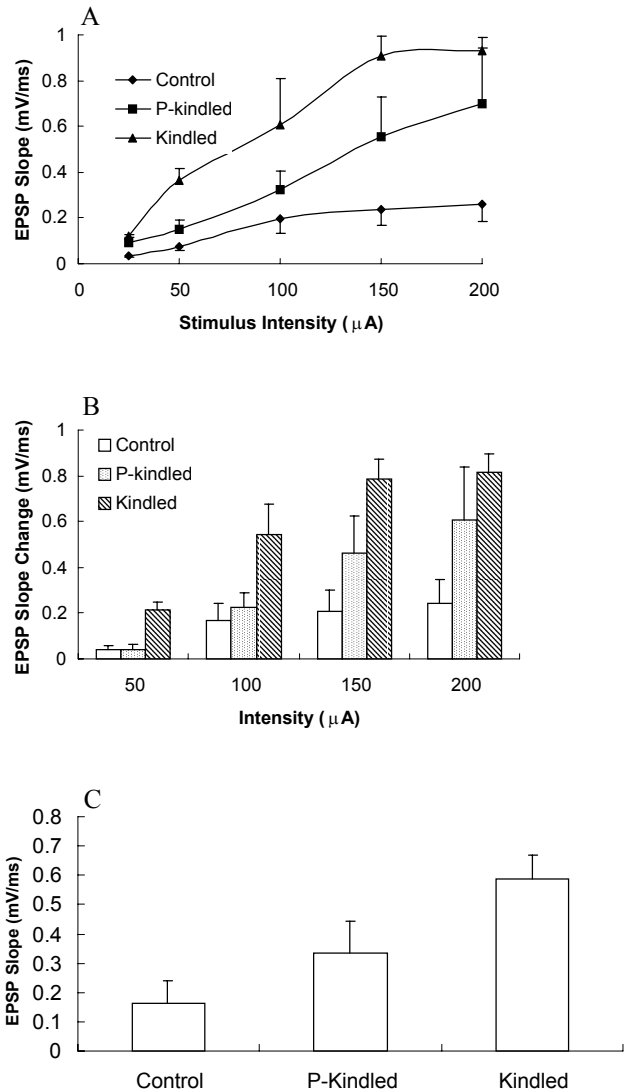 A
1
0.8
0.6
0.4
0.2
0
EPSP Slope (mV/ms)
Control
P-kindled
Kindled
0 50 100 150 200
Stimulus Intensity ( μA)
B
1
0.8
0.6
0.4
0.2
0
EPSP Slope Change (mV/ms)
Control
P-kindled
Kindled
50 100 150 200
Intensity ( μA)
C
0.8
0.7
0.6
0.5
0.4
0.3
0.2
0.1
0
EPSP Slope (mV/ms)
Control P-Kindled Kindled